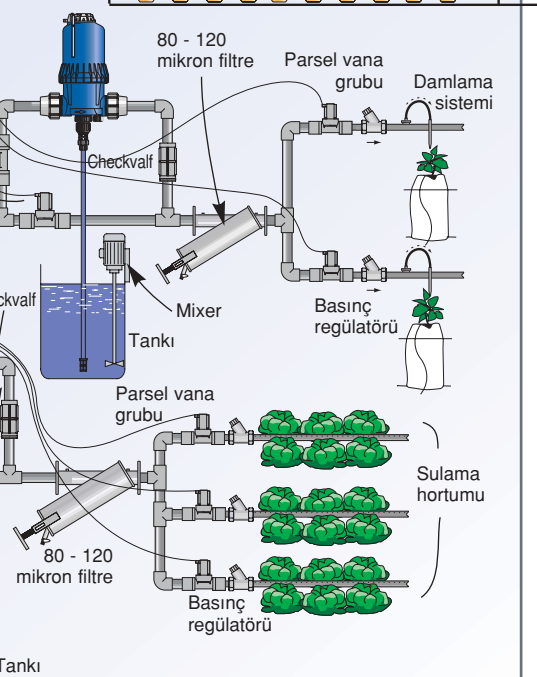 80 - 120
mikron filtre
Parsel vana
grubu
Damlama
sistemi
Checkvalf
Mixer
Tankı
Basınç
regülatörü
ckvalf
Parsel vana
grubu
Sulama
hortumu
80 - 120
mikron filtre
Basınç
regülatörü
Tankı